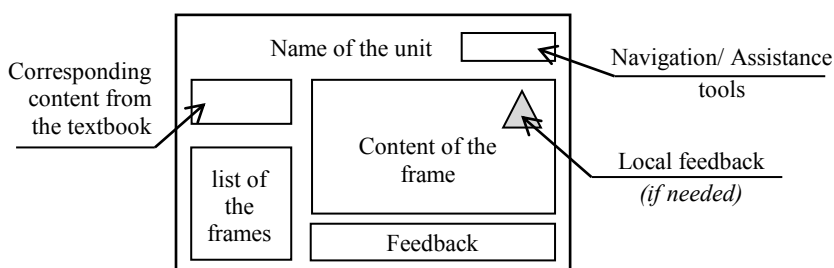 Name of the unit
Navigation/ Assistance
tools
Corresponding
content from
the textbook
Content of the
frame
Local feedback
(if needed)
list of
the
frames
Feedback